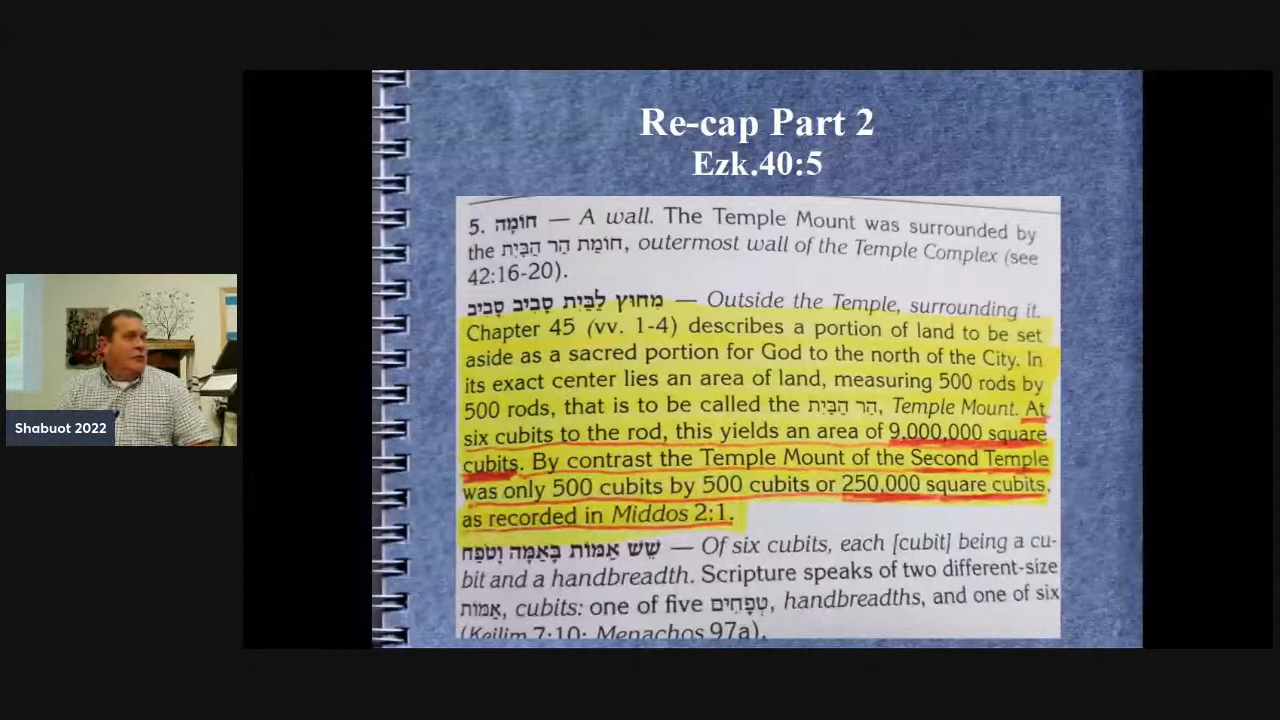 Re-cap Part 2
Ezk.40:5
5. חוֹמָה — A wall. The Temple Mount was surrounded by
the חוֹמַת הַר הַבַּיִת, outermost wall of the Temple Complex (see
42:16-20).
מִחוּץ לַבַּיִת סָבִיב סָבִיב — Outside the Temple, surrounding it.
Chapter 45 (vv. 1-4) describes a portion of land to be set
aside as a sacred portion for God to the north of the City. In
its exact center lies an area of land, measuring 500 rods by
500 rods, that is to be called the הַר הַבַּיִת, Temple Mount. At
six cubits to the rod, this yields an area of 9,000,000 square
cubits. By contrast the Temple Mount of the Second Temple
was only 500 cubits by 500 cubits or 250,000 square cubits,
as recorded in Middos 2:1.
שֵׁשׁ אַמּוֹת בָּאַמָּה וָטֹפַח — Of six cubits, each [cubit] being a cu-
bit and a handbreadth. Scripture speaks of two different-size
אַמּוֹת, cubits: one of five טְפָחִים, handbreadths, and one of six
(Keilim 7:10; Menachos 97a).
Shabuot 2022